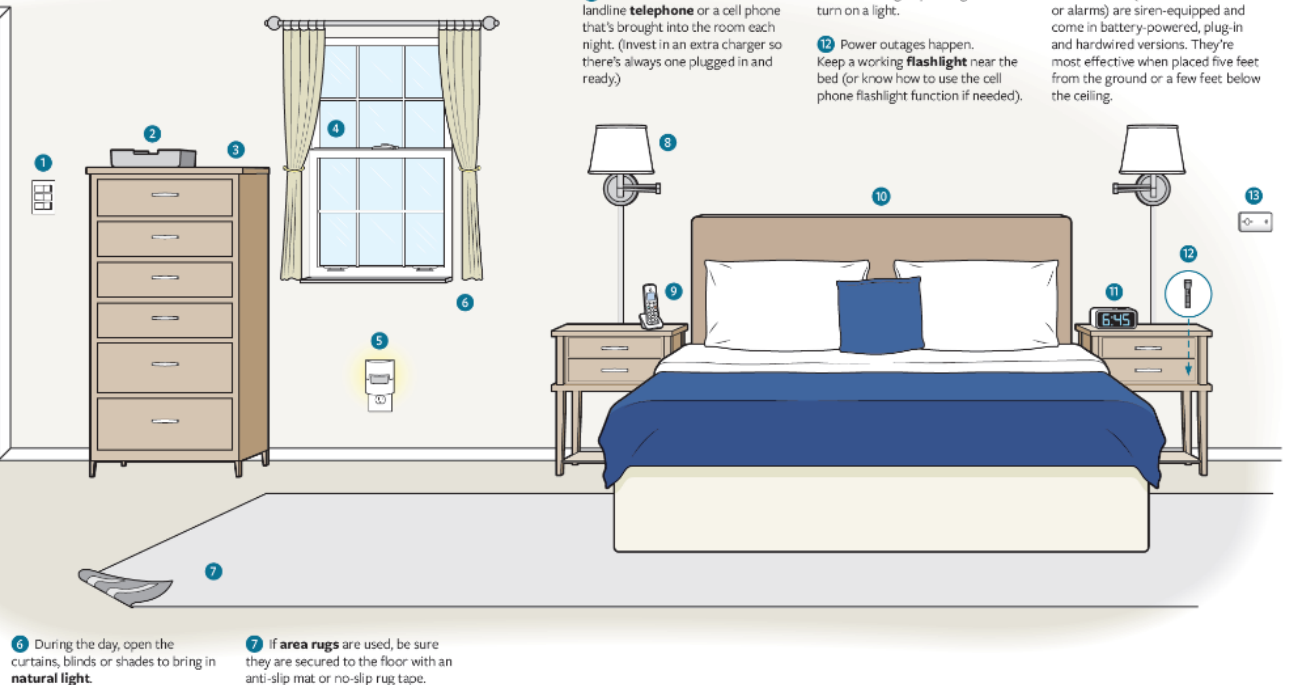 landline telephone or a cell phone
that's brought into the room each
night. (Invest in an extra charger so
there's always one plugged in and
ready.)
turn on a light.
12 Power outages happen.
Keep a working flashlight near the
bed (or know how to use the cell
phone flashlight function if needed).
or alarms) are siren-equipped and
come in battery-powered, plug-in
and hardwired versions. They're
most effective when placed five feet
from the ground or a few feet below
the ceiling.
1
2
3
4
5
6
7
8
9
10
11
6:45
12
13
6 During the day, open the
curtains, blinds or shades to bring in
natural light.
7 If area rugs are used, be sure
they are secured to the floor with an
anti-slip mat or no-slip rug tape.